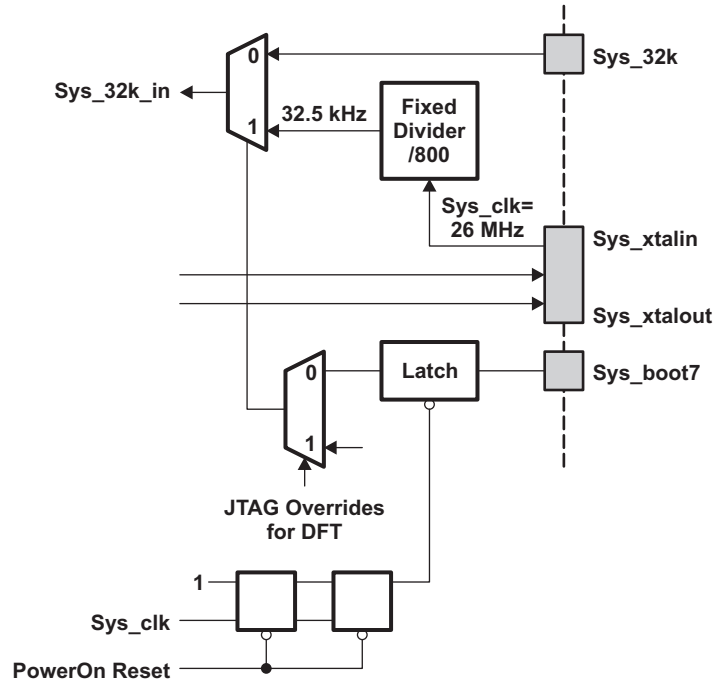 0
Sys_32k
Sys_32k_in
32.5 kHz
Fixed
Divider
/800
1
Sys_clk=
26 MHz
Sys_xtalin
Sys_xtalout
0
Latch
Sys_boot7
1
JTAG Overrides
for DFT
1
Sys_clk
PowerOn Reset